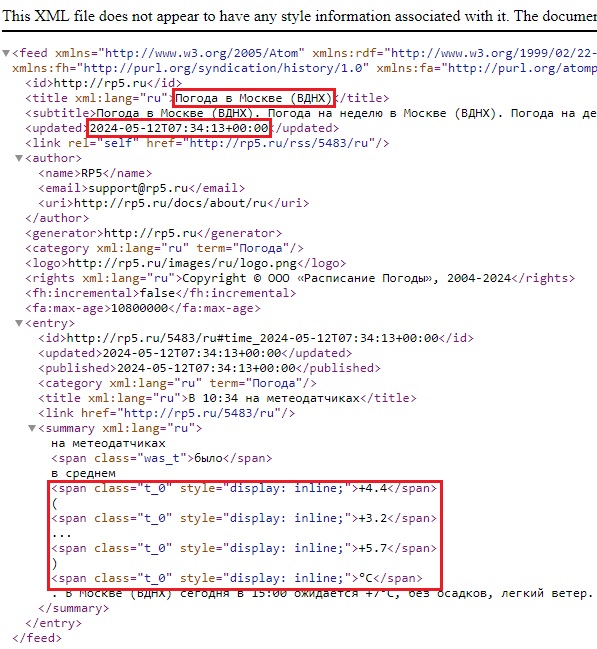 This XML file does not appear to have any style information associated with it. The documen
▼<feed xmlns="http://www.w3.org/2005/Atom" xmlns:rdf="http://www.w3.org/1999/02/22-
xmlns:fh="http://purl.org/syndication/history/1.0" xmlns:fa="http://purl.org/atomp
<id>http://rp5.ru</id>
<title xml:lang="ru">Погода в Москве (ВДНХ)</title>
<subtitle>Погода в Москве (ВДНХ). Погода на неделю в Москве (ВДНХ). Погода на де
<updated>2024-05-12T07:34:13+00:00</updated>
<link rel="self" href="http://rp5.ru/rss/5483/ru"/>
▼<author>
<name>RP5</name>
<email>support@rp5.ru</email>
<uri>http://rp5.ru/docs/about/ru</uri>
</author>
<generator>http://rp5.ru</generator>
<category xml:lang="ru" term="Погода"/>
<logo>http://rp5.ru/images/ru/logo.png</logo>
<rights xml:lang="ru">Copyright © ООО «Расписание Погоды», 2004-2024</rights>
<fh:incremental>false</fh:incremental>
<fa:max-age>10800000</fa:max-age>
▼<entry>
<id>http://rp5.ru/5483/ru#time_2024-05-12T07:34:13+00:00</id>
<updated>2024-05-12T07:34:13+00:00</updated>
<published>2024-05-12T07:34:13+00:00</published>
<category xml:lang="ru" term="Погода"/>
<title xml:lang="ru">В 10:34 на метеодатчиках</title>
<link href="http://rp5.ru/5483/ru"/>
▼<summary xml:lang="ru">
на метеодатчиках
<span class="was_t">было</span>
в среднем
<span class="t_0" style="display: inline;">+4.4</span>
(
<span class="t_0" style="display: inline;">+3.2</span>
...
<span class="t_0" style="display: inline;">+5.7</span>
)
<span class="t_0" style="display: inline;">°C</span>
. В Москве (ВДНХ) сегодня в 15:00 ожидается +7°C, без осадков, легкий ветер.
</summary>
</entry>
</feed>